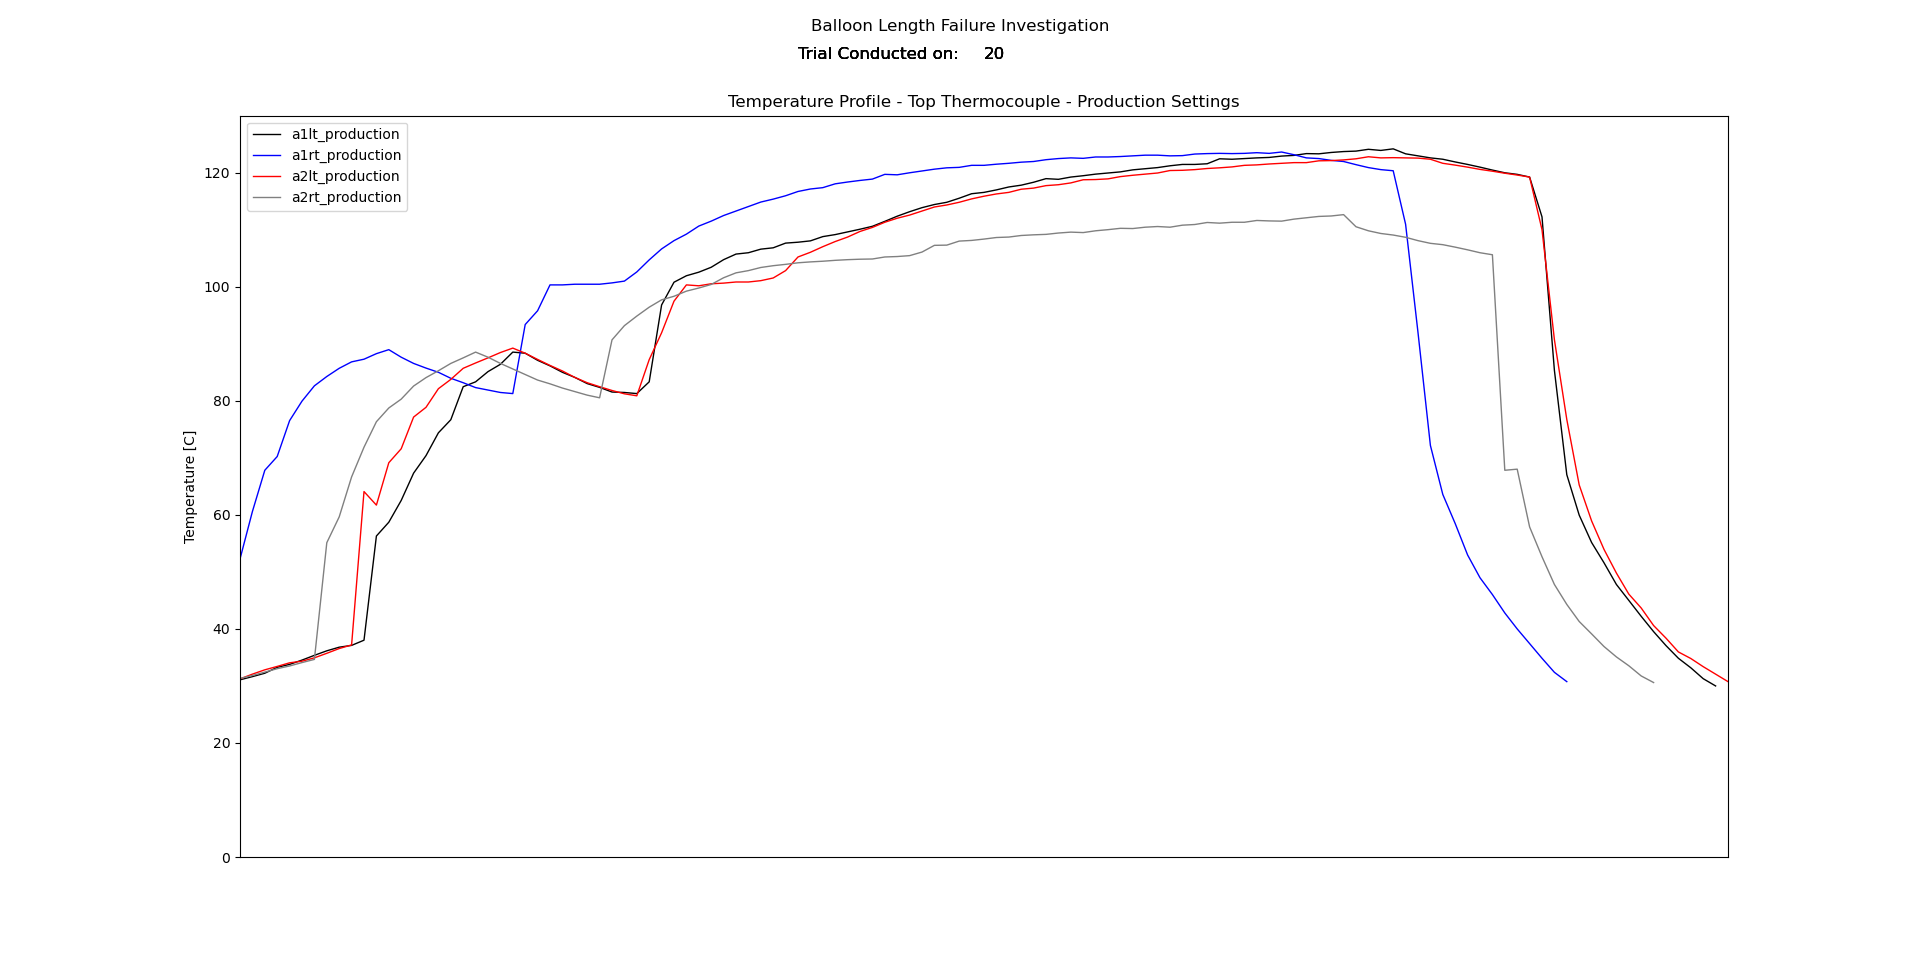 Balloon Length Failure Investigation
Trial Conducted on: 20
Temperature Profile - Top Thermocouple - Production Settings
a1lt_production
a1rt_production
a2lt_production
a2rt_production
120
100
80
60
40
20
0
Temperature [C]